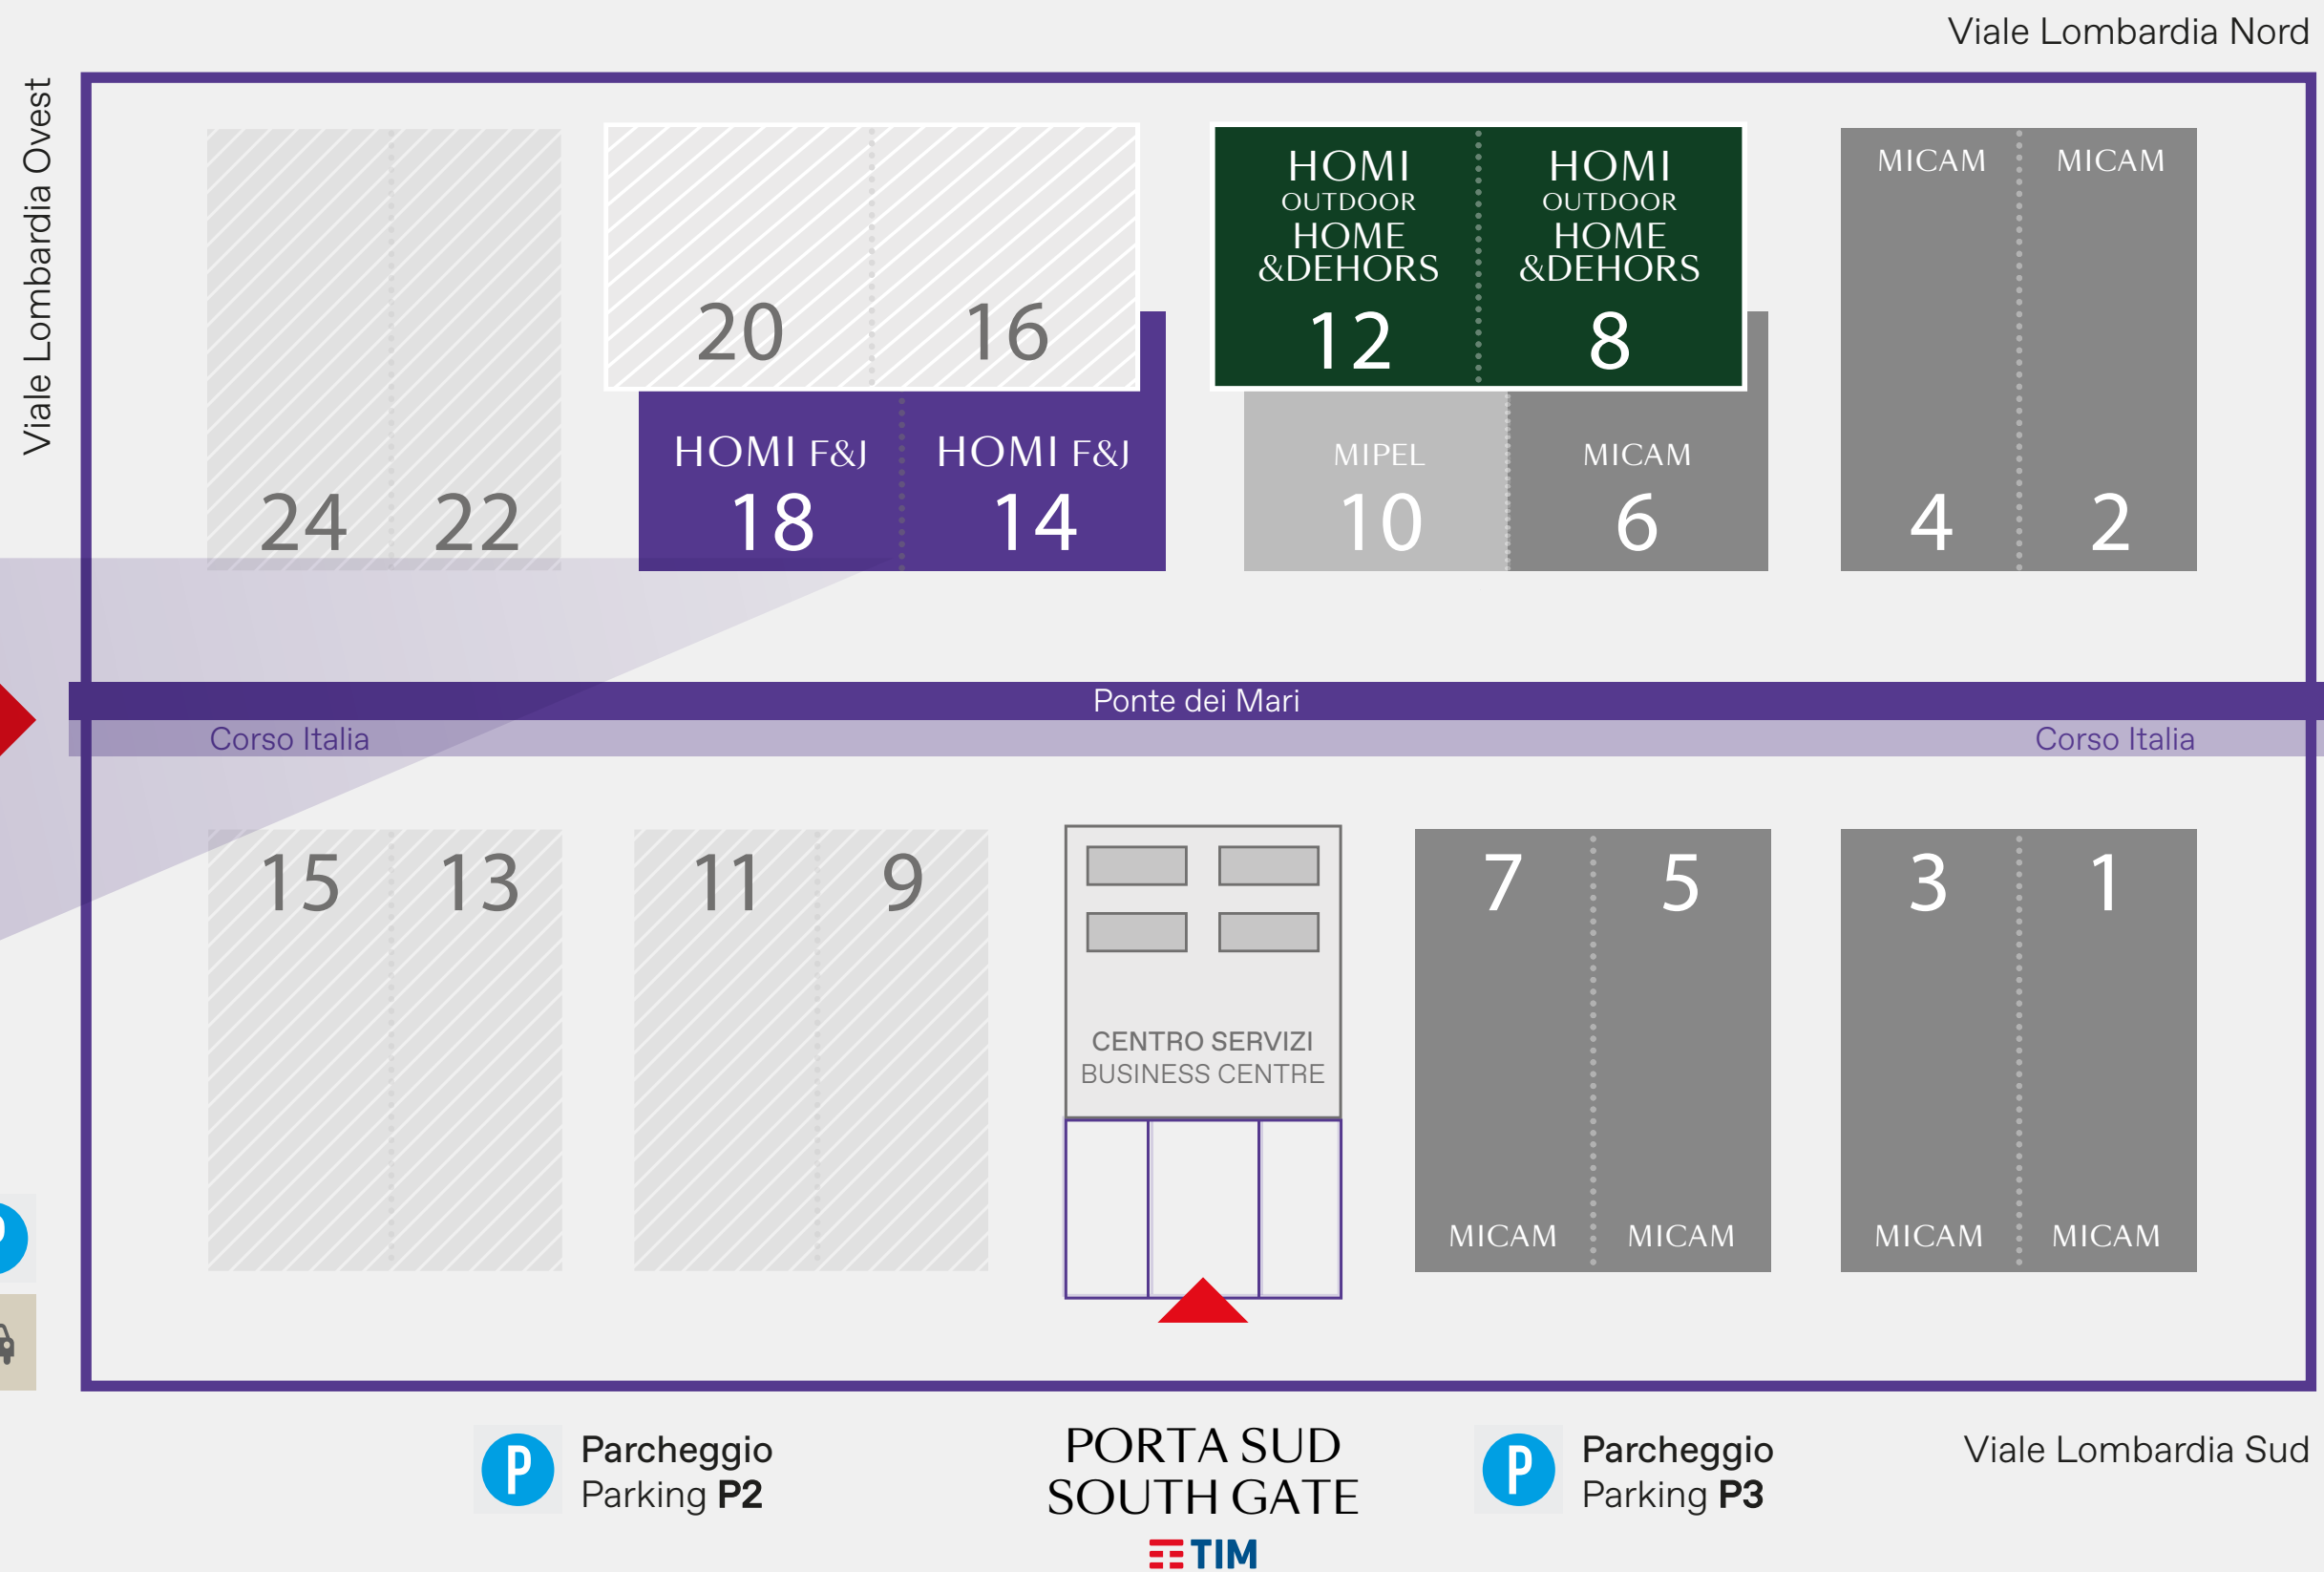 Viale Lombardia Nord
Viale Lombardia Ovest
HOMI
OUTDOOR
HOME
&DEHORS
12
HOMI
OUTDOOR
HOME
&DEHORS
8
MICAM
MICAM
20
16
HOMI F&J
18
HOMI F&J
14
MIPEL
10
MICAM
6
24
22
4
2
Ponte dei Mari
Corso Italia
Corso Italia
15
13
11
9
7
5
3
1
CENTRO SERVIZI
BUSINESS CENTRE
MICAM
MICAM
MICAM
MICAM
P
Parcheggio
Parking P2
PORTA SUD
SOUTH GATE
TIM
P
Parcheggio
Parking P3
Viale Lombardia Sud